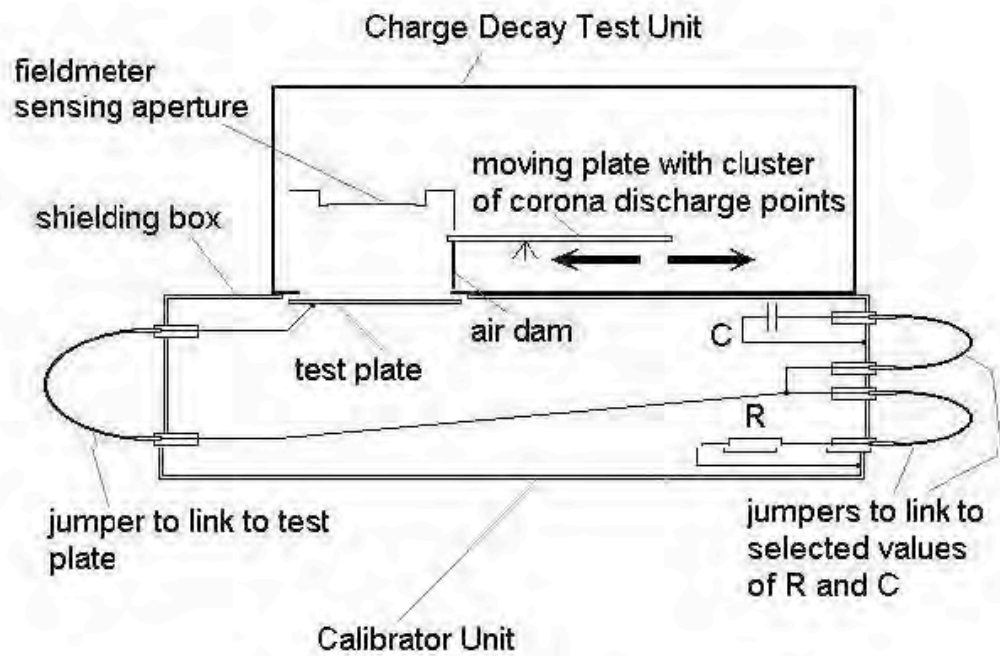 Charge Decay Test Unit
fieldmeter
sensing aperture
moving plate with cluster
of corona discharge points
shielding box
air dam
C
test plate
R
jumper to link to test
plate
jumpers to link to
selected values
of R and C
Calibrator Unit